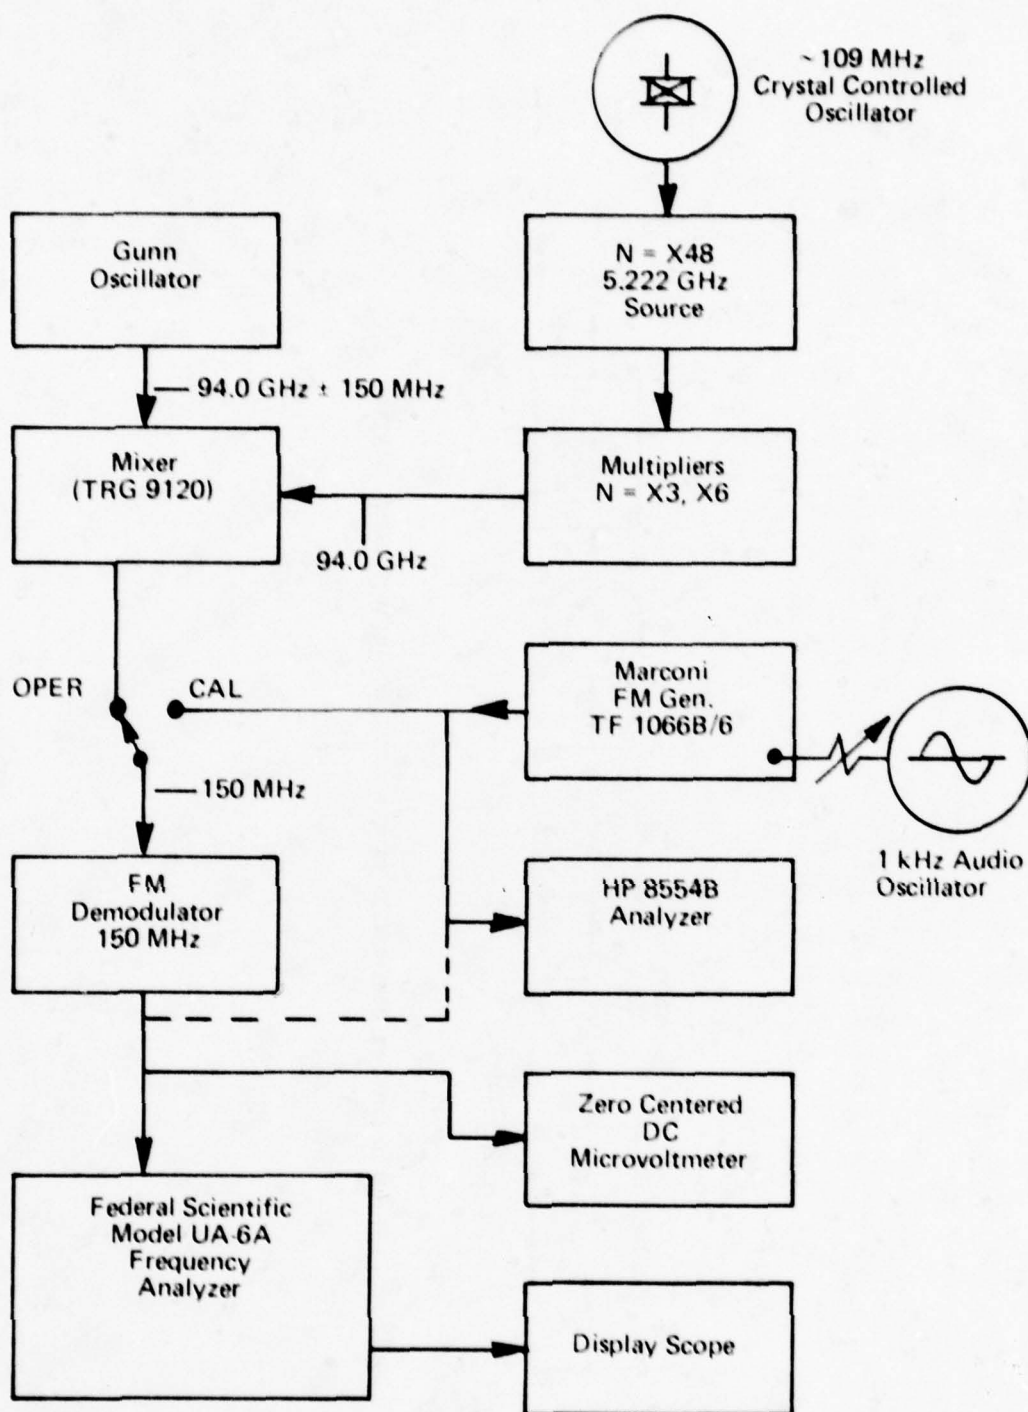 ~ 109 MHz
Crystal Controlled
Oscillator
Gunn
Oscillator
N = X48
5.222 GHz
Source
94.0 GHz ± 150 MHz
Mixer
(TRG 9120)
Multipliers
N = X3, X6
94.0 GHz
OPER
CAL
Marconi
FM Gen.
TF 1066B/6
150 MHz
1 kHz Audio
Oscillator
FM
Demodulator
150 MHz
HP 8554B
Analyzer
Zero Centered
DC
Microvoltmeter
Federal Scientific
Model UA-6A
Frequency
Analyzer
Display Scope